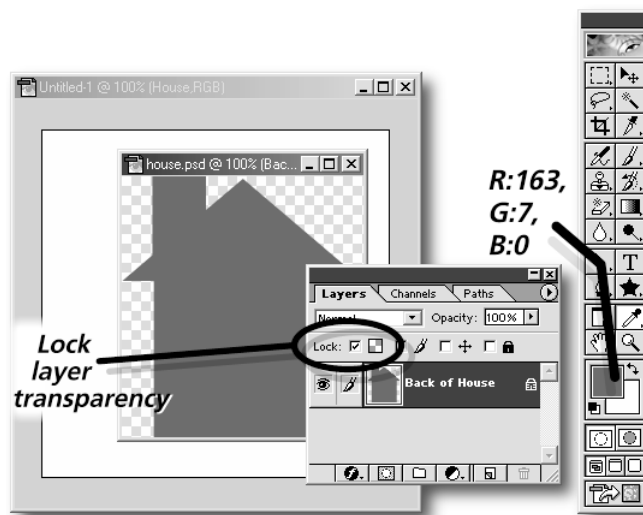 Untitled-1 @ 100% (House,RGB)
house.psd @ 100% (Bac...
R:163,
G:7,
B:0
Layers Channels Paths
Normal Opacity: 100%
Lock:
Lock
layer
transparency
Back of House
T